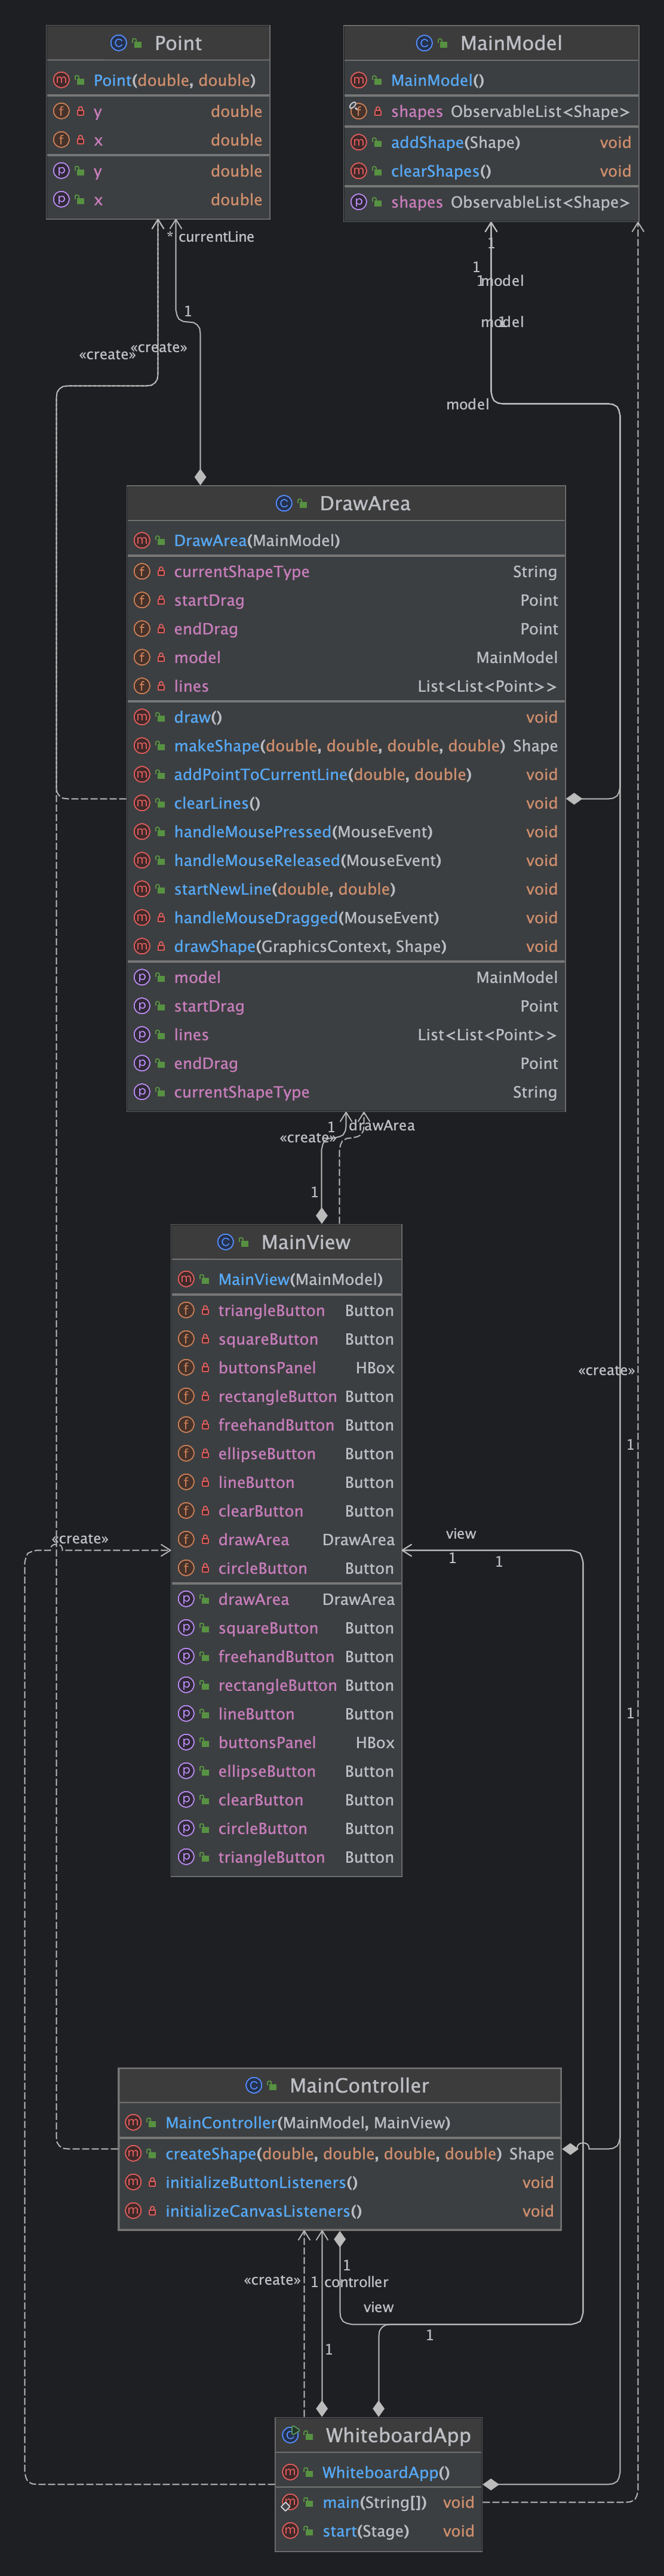 Point
Point(double, double)
y double
x double
y double
x double
MainModel
MainModel()
shapes ObservableList<Shape>
addShape(Shape) void
clearShapes() void
shapes ObservableList<Shape>
* currentLine
1
1
1
1
model
1
model
«create»
«create»
model
DrawArea
DrawArea(MainModel)
currentShapeType String
startDrag Point
endDrag Point
model MainModel
lines List<List<Point>>
draw() void
makeShape(double, double, double, double) Shape
addPointToCurrentLine(double, double) void
clearLines() void
handleMousePressed(MouseEvent) void
handleMouseReleased(MouseEvent) void
startNewLine(double, double) void
handleMouseDragged(MouseEvent) void
drawShape(GraphicsContext, Shape) void
model MainModel
startDrag Point
lines List<List<Point>>
endDrag Point
currentShapeType String
1 drawArea
«create»
1
MainView
MainView(MainModel)
triangleButton Button
squareButton Button
buttonsPanel HBox
rectangleButton Button
freehandButton Button
ellipseButton Button
lineButton Button
clearButton Button
drawArea DrawArea
circleButton Button
drawArea DrawArea
squareButton Button
freehandButton Button
rectangleButton Button
lineButton Button
buttonsPanel HBox
ellipseButton Button
clearButton Button
circleButton Button
triangleButton Button
«create»
1
view
«create»
1 1
1
MainController
MainController(MainModel, MainView)
createShape(double, double, double, double) Shape
initializeButtonListeners() void
initializeCanvasListeners() void
1
«create» 1 controller
view
1
1
WhiteboardApp
WhiteboardApp()
main(String[]) void
start(Stage) void